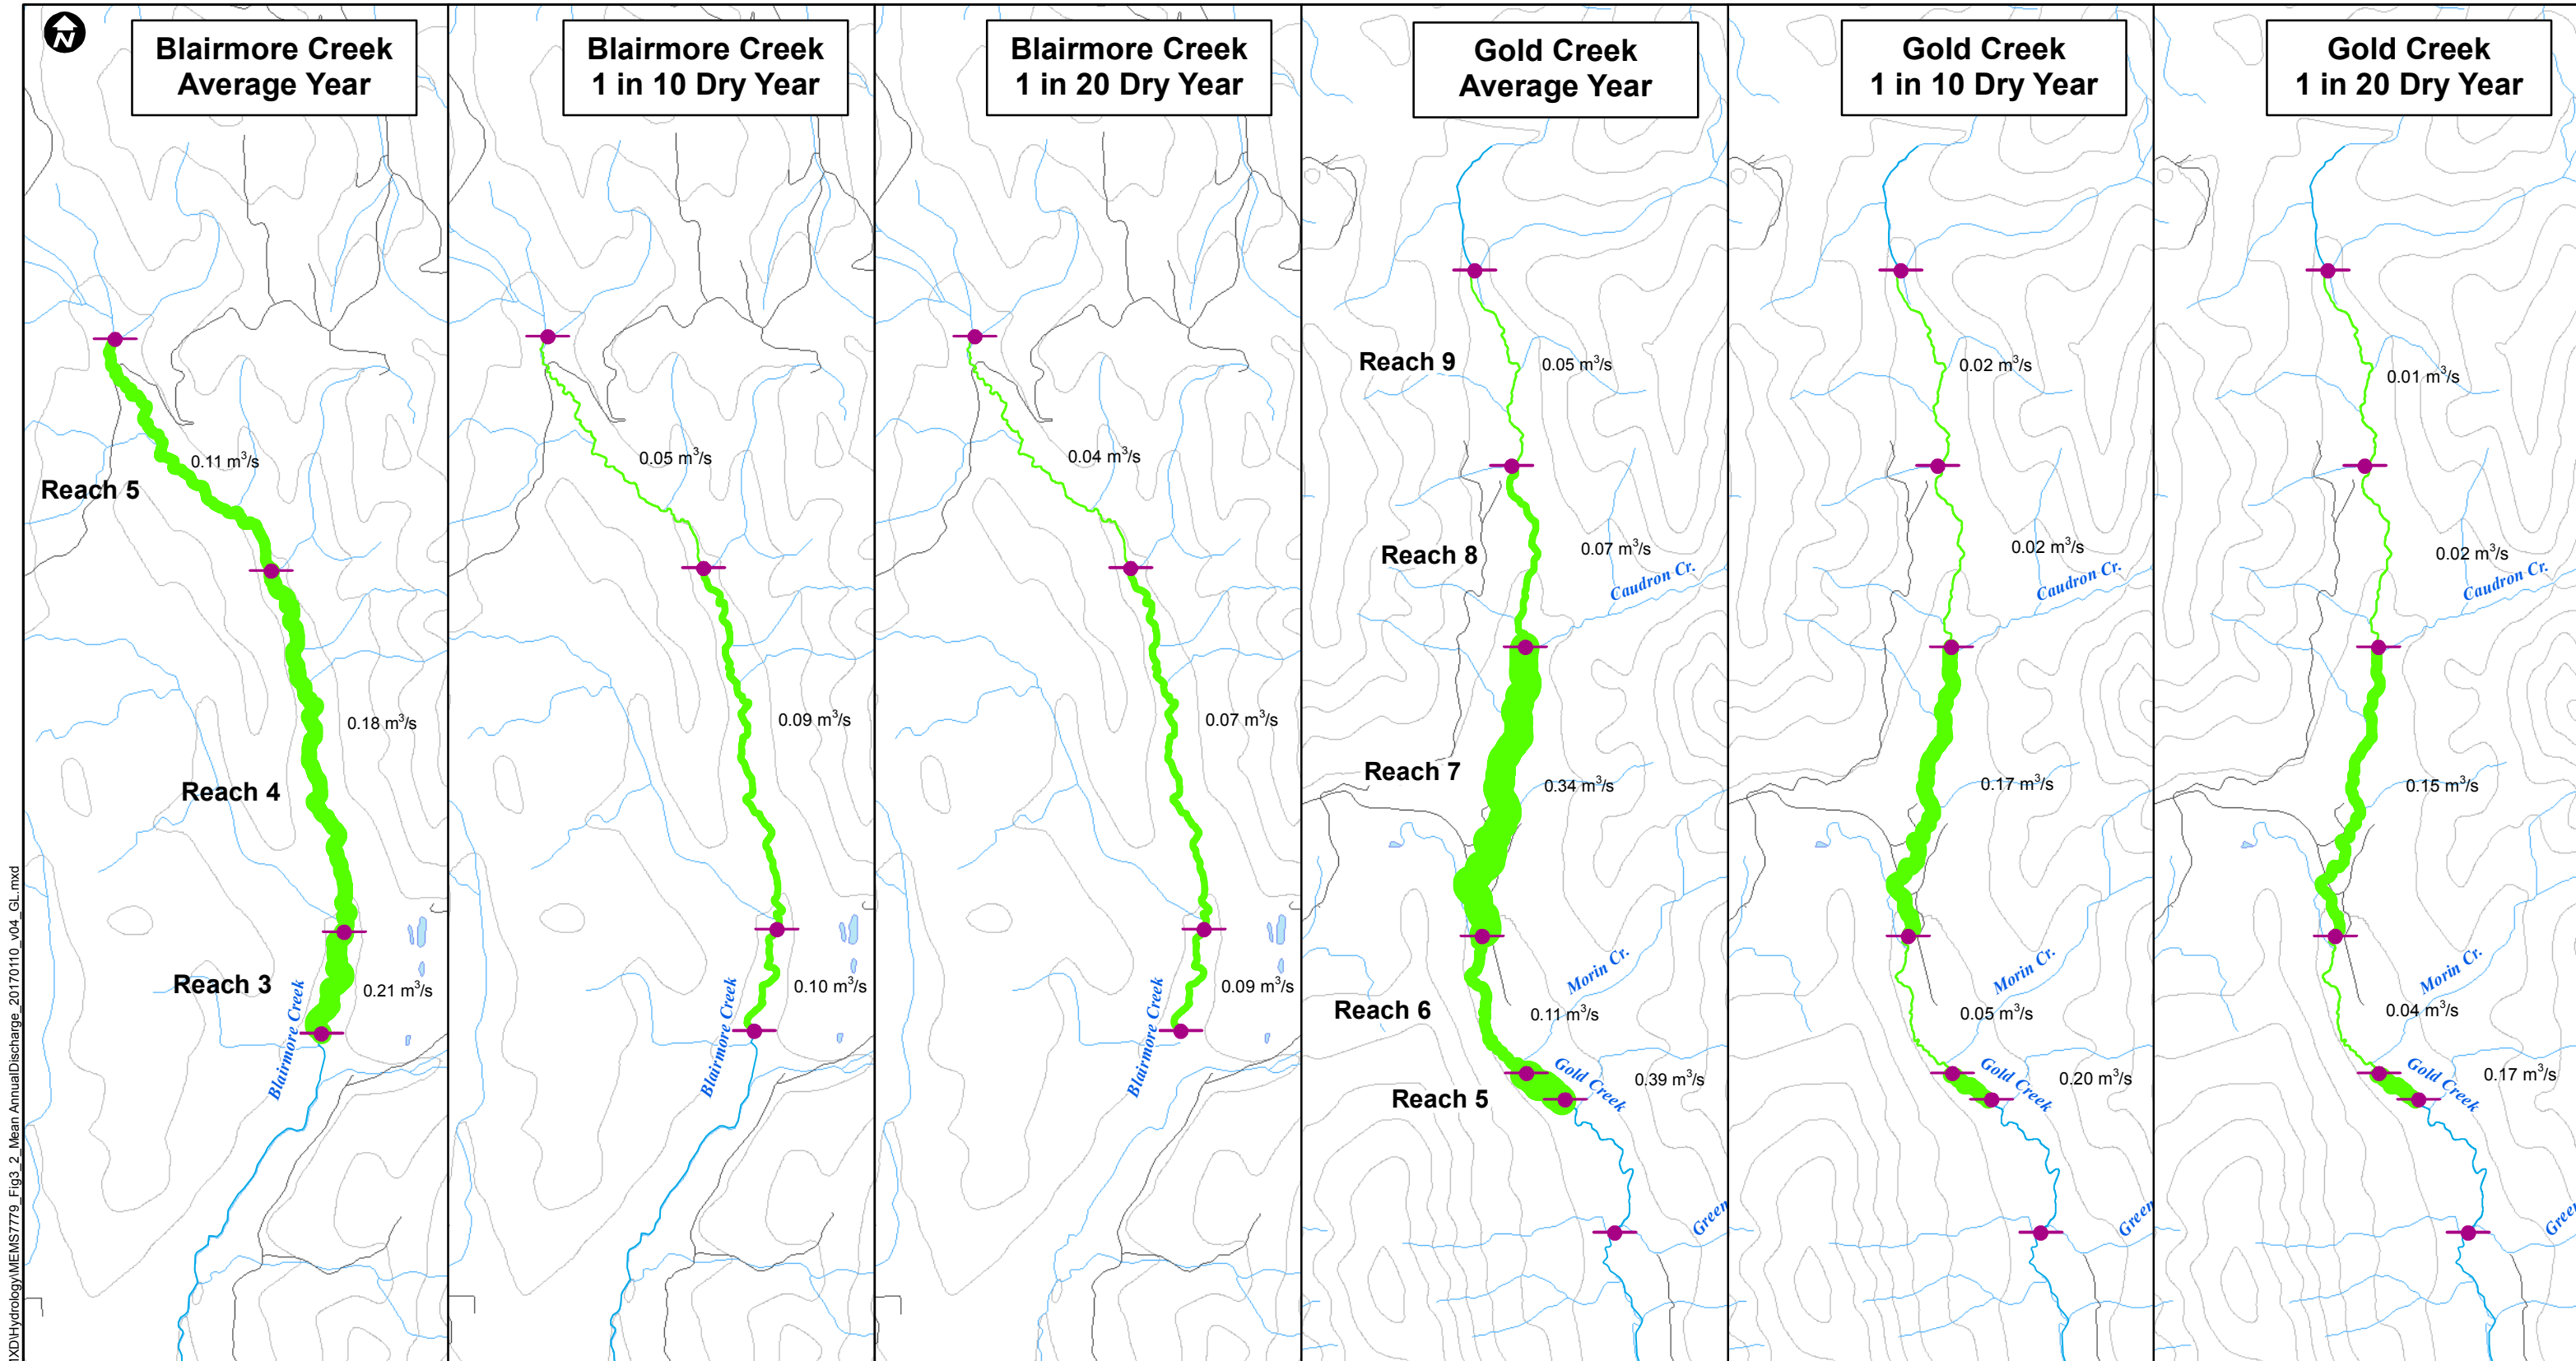 N
Blairmore Creek
Average Year
0.11 m³/s
Reach 5
0.18 m³/s
Reach 4
Reach 3
0.21 m³/s
Blairmore Creek
Blairmore Creek
1 in 10 Dry Year
0.05 m³/s
0.09 m³/s
0.10 m³/s
Blairmore Creek
Blairmore Creek
1 in 20 Dry Year
0.04 m³/s
0.07 m³/s
0.09 m³/s
Blairmore Creek
Gold Creek
Average Year
Reach 9
0.05 m³/s
Reach 8
0.07 m³/s
Caudron Cr.
Reach 7
0.34 m³/s
Morin Cr.
Reach 6
0.11 m³/s
Gold Creek
0.39 m³/s
Reach 5
Green
Gold Creek
1 in 10 Dry Year
0.02 m³/s
0.02 m³/s
Caudron Cr.
0.17 m³/s
Morin Cr.
0.05 m³/s
Gold Creek
0.20 m³/s
Green
Gold Creek
1 in 20 Dry Year
0.01 m³/s
0.02 m³/s
Caudron Cr.
0.15 m³/s
Morin Cr.
0.04 m³/s
Gold Creek
0.17 m³/s
Green
XD\Hydrology\MEMS7779_Fig3_2_Mean AnnualDischarge_20170110_v04_GL.mxd